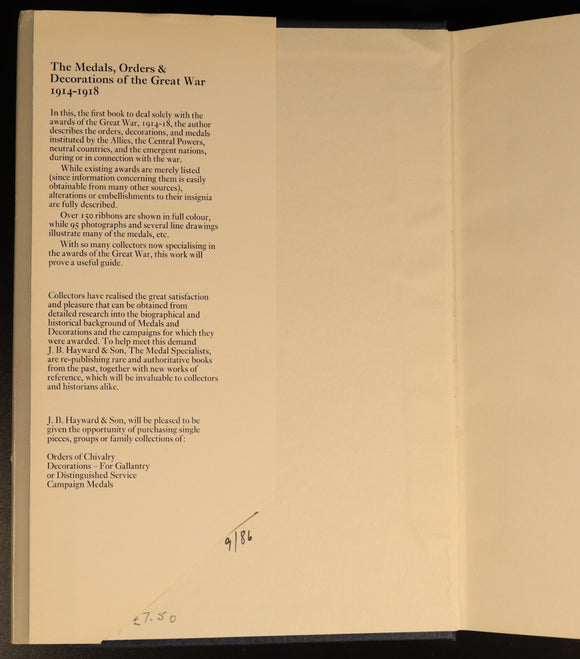 The Medals, Orders &
Decorations of the Great War
1914-1918
In this, the first book to deal solely with the
awards of the Great War, 1914-18, the author
describes the orders, decorations, and medals
instituted by the Allies, the Central Powers,
neutral countries, and the emergent nations,
during or in connection with the war.
While existing awards are merely listed
(since information concerning them is easily
obtainable from many other sources),
alterations or embellishments to their insignia
are fully described.
Over 150 ribbons are shown in full colour,
while 95 photographs and several line drawings
illustrate many of the medals, etc.
With so many collectors now specialising in
the awards of the Great War, this work will
prove a useful guide.
Collectors have realised the great satisfaction
and pleasure that can be obtained from
detailed research into the biographical and
historical background of Medals and
Decorations and the campaigns for which they
were awarded. To help meet this demand
J. B. Hayward & Son, The Medal Specialists,
are re-publishing rare and authoritative books
from the past, together with new works of
reference, which will be invaluable to collectors
and historians alike.
J. B. Hayward & Son, will be pleased to be
given the opportunity of purchasing single
pieces, groups or family collections of:
Orders of Chivalry
Decorations – For Gallantry
or Distinguished Service
Campaign Medals
9/86
£7-50